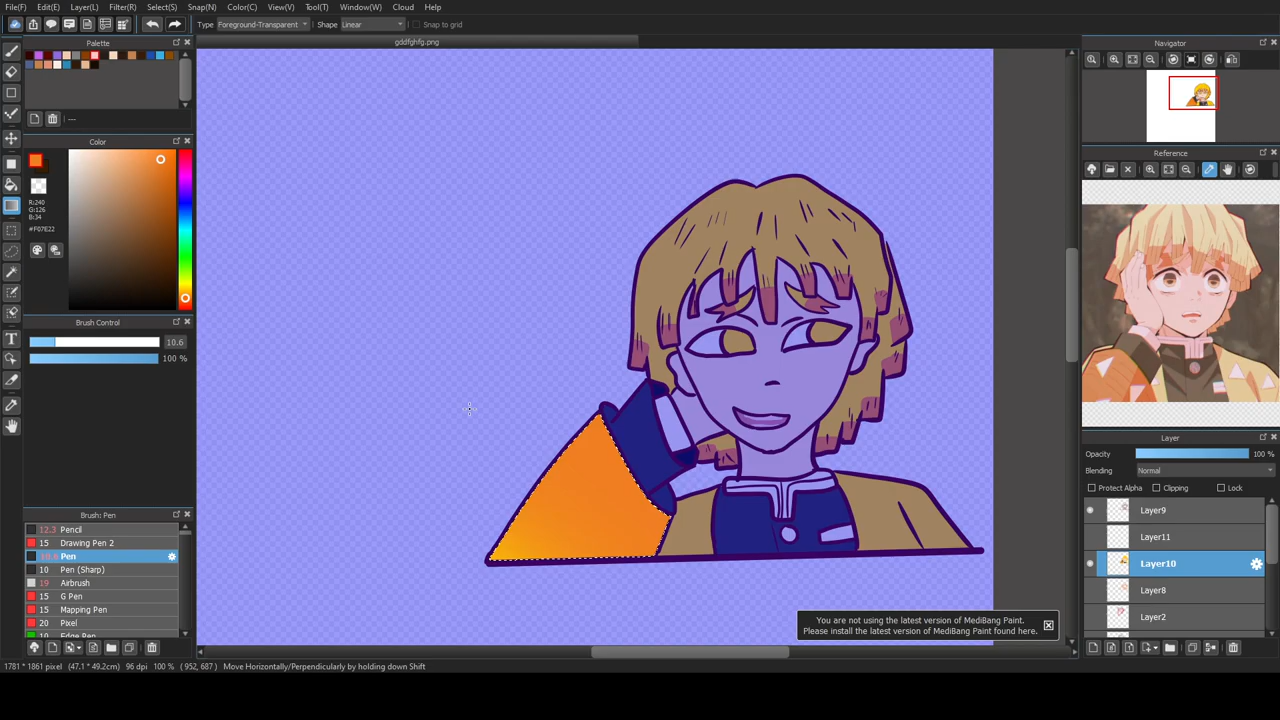 File(F) Edit(E) Layer(L) Filter(R) Select(S) Snap(N) Color(C) View(V) Tool(T) Window(W) Cloud Help
Type Foreground-Transparent Shape Linear Snap to grid
gddfghfg.png
Palette
---
Color
R:240
G:126
B:34
#F07E22
Brush Control
10.6
100 %
Brush: Pen
12.3 Pencil
15 Drawing Pen 2
10.6 Pen
10 Pen (Sharp)
19 Airbrush
15 G Pen
15 Mapping Pen
20 Pixel
10 Edge Pen
Navigator
Reference
Layer
Opacity 100 %
Blending Normal
Protect Alpha Clipping Lock
Layer9
Layer11
Layer10
Layer8
Layer2
You are not using the latest version of MediBang Paint.
Please install the latest version of MediBang Paint found here.
1781 * 1861 pixel (47.1 * 49.2cm) 96 dpi 100 % ( 952, 687 ) Move Horizontally/Perpendicularly by holding down Shift